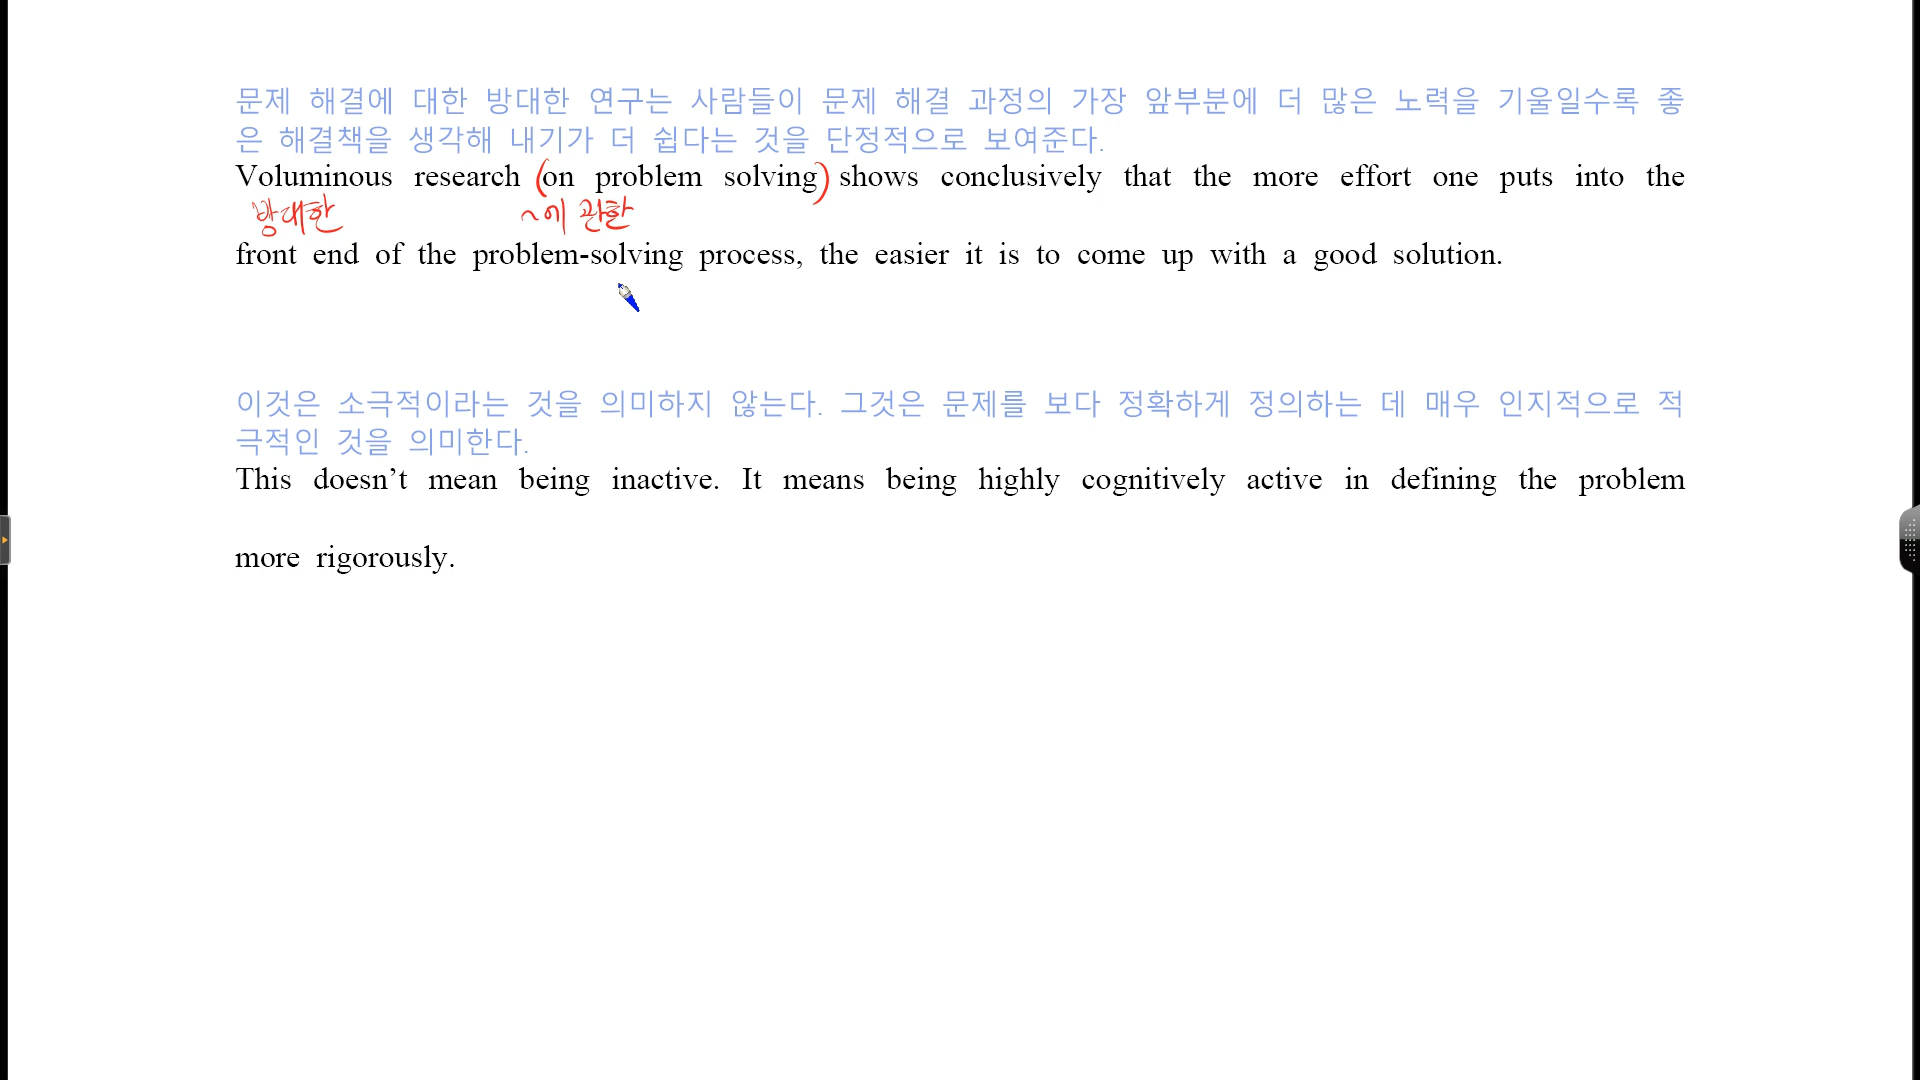 문제 해결에 대한 방대한 연구는 사람들이 문제 해결 과정의 가장 앞부분에 더 많은 노력을 기울일수록 좋
은 해결책을 생각해 내기가 더 쉽다는 것을 단정적으로 보여준다.
Voluminous research (on problem solving) shows conclusively that the more effort one puts into the
방대한 ~에 관한
front end of the problem-solving process, the easier it is to come up with a good solution.
이것은 소극적이라는 것을 의미하지 않는다. 그것은 문제를 보다 정확하게 정의하는 데 매우 인지적으로 적
극적인 것을 의미한다.
This doesn’t mean being inactive. It means being highly cognitively active in defining the problem
more rigorously.